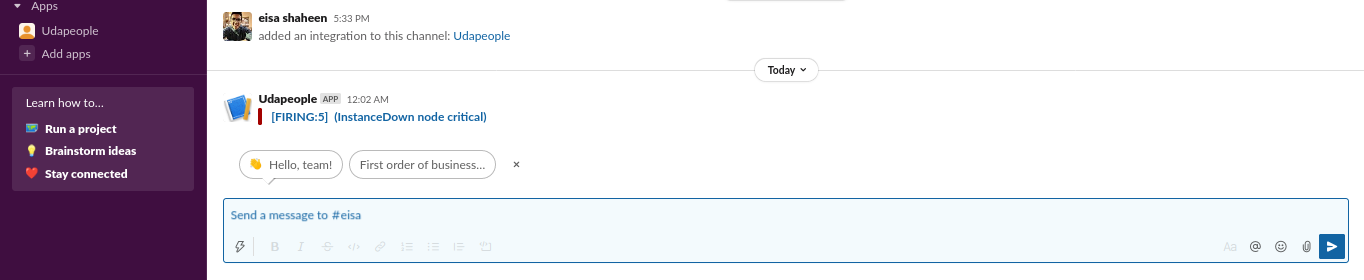 Apps
Udapeople
+ Add apps
Learn how to...
Run a project
Brainstorm ideas
Stay connected
eisa shaheen 5:33 PM
added an integration to this channel: Udapeople
Today
Udapeople APP 12:02 AM
[FIRING:5] (InstanceDown node critical)
👋 Hello, team! First order of business... ×
Send a message to #eisa
B I S </> Aa @